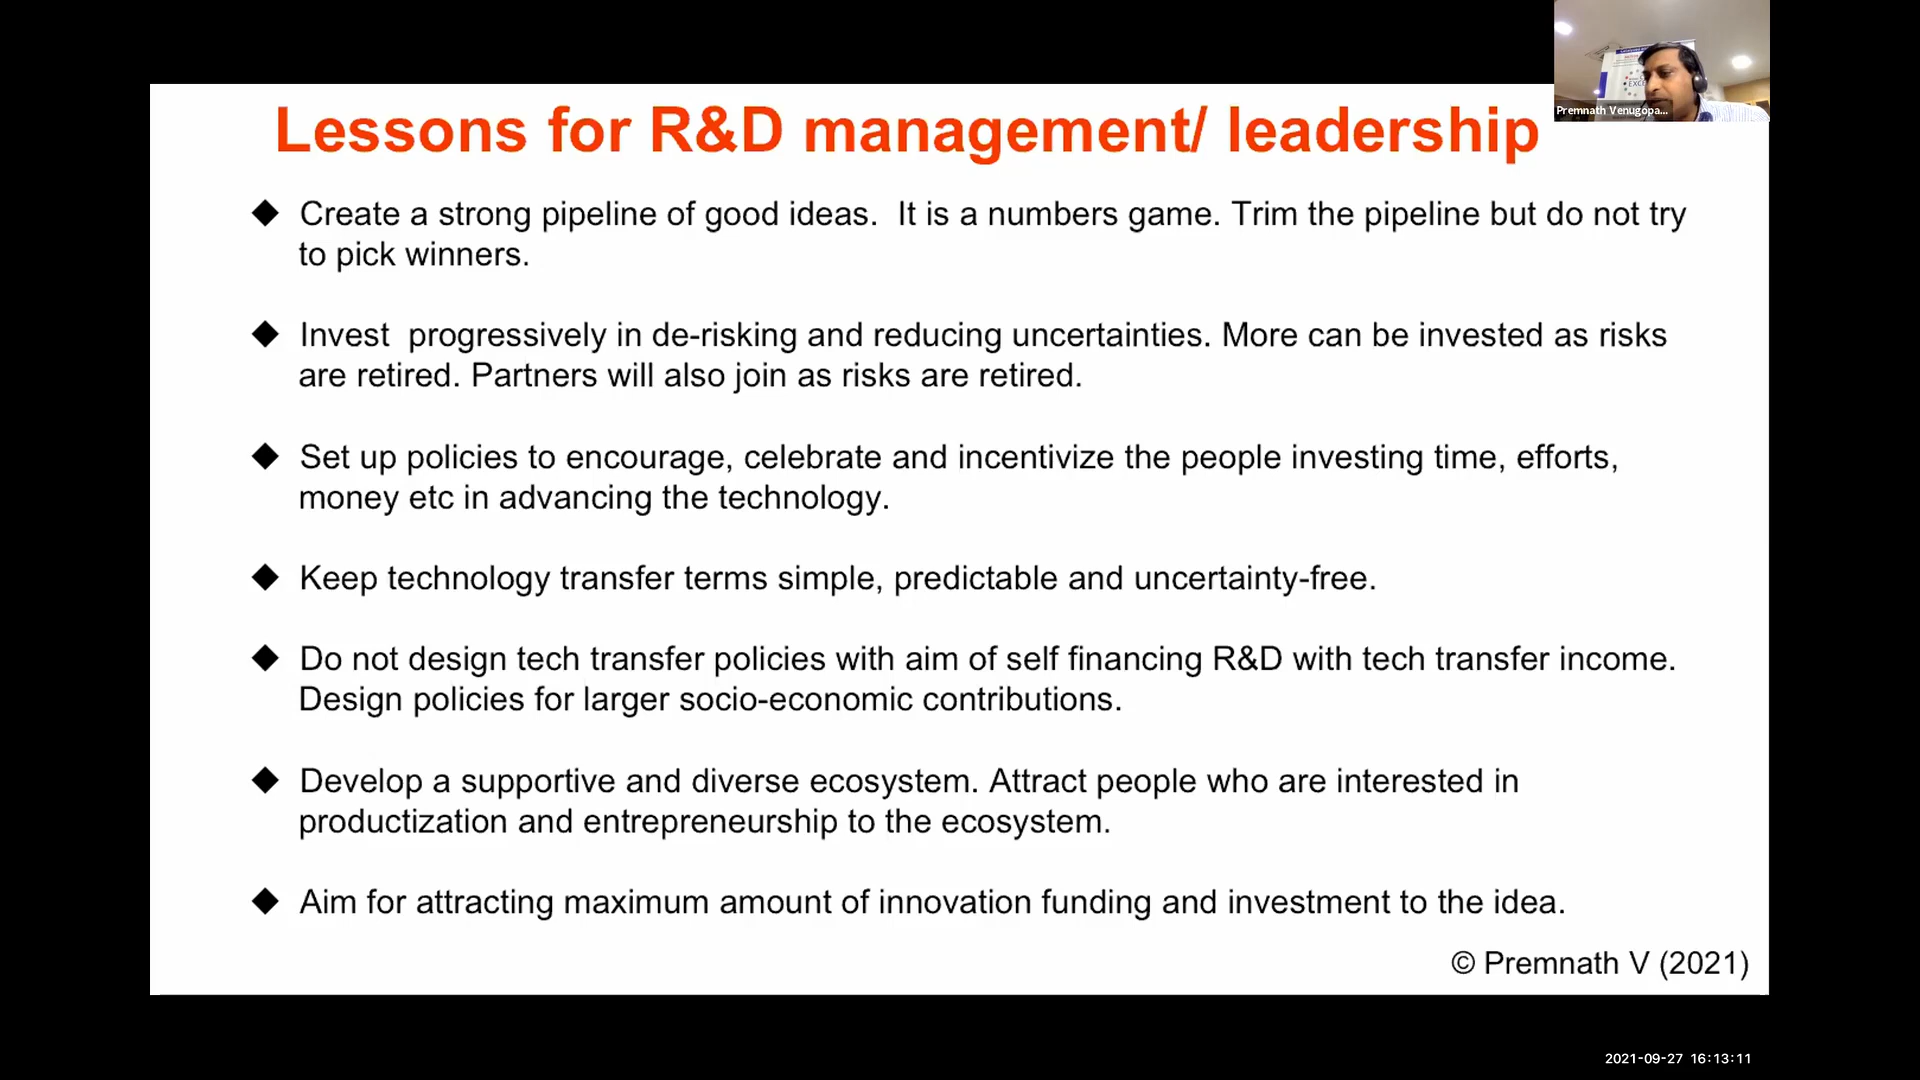 Premnath Venugopa...
Lessons for R&D management/ leadership
◆ Create a strong pipeline of good ideas.  It is a numbers game. Trim the pipeline but do not try
to pick winners.
◆ Invest  progressively in de-risking and reducing uncertainties. More can be invested as risks
are retired. Partners will also join as risks are retired.
◆ Set up policies to encourage, celebrate and incentivize the people investing time, efforts,
money etc in advancing the technology.
◆ Keep technology transfer terms simple, predictable and uncertainty-free.
◆ Do not design tech transfer policies with aim of self financing R&D with tech transfer income.
Design policies for larger socio-economic contributions.
◆ Develop a supportive and diverse ecosystem. Attract people who are interested in
productization and entrepreneurship to the ecosystem.
◆ Aim for attracting maximum amount of innovation funding and investment to the idea.
© Premnath V (2021)
2021-09-27 16:13:11